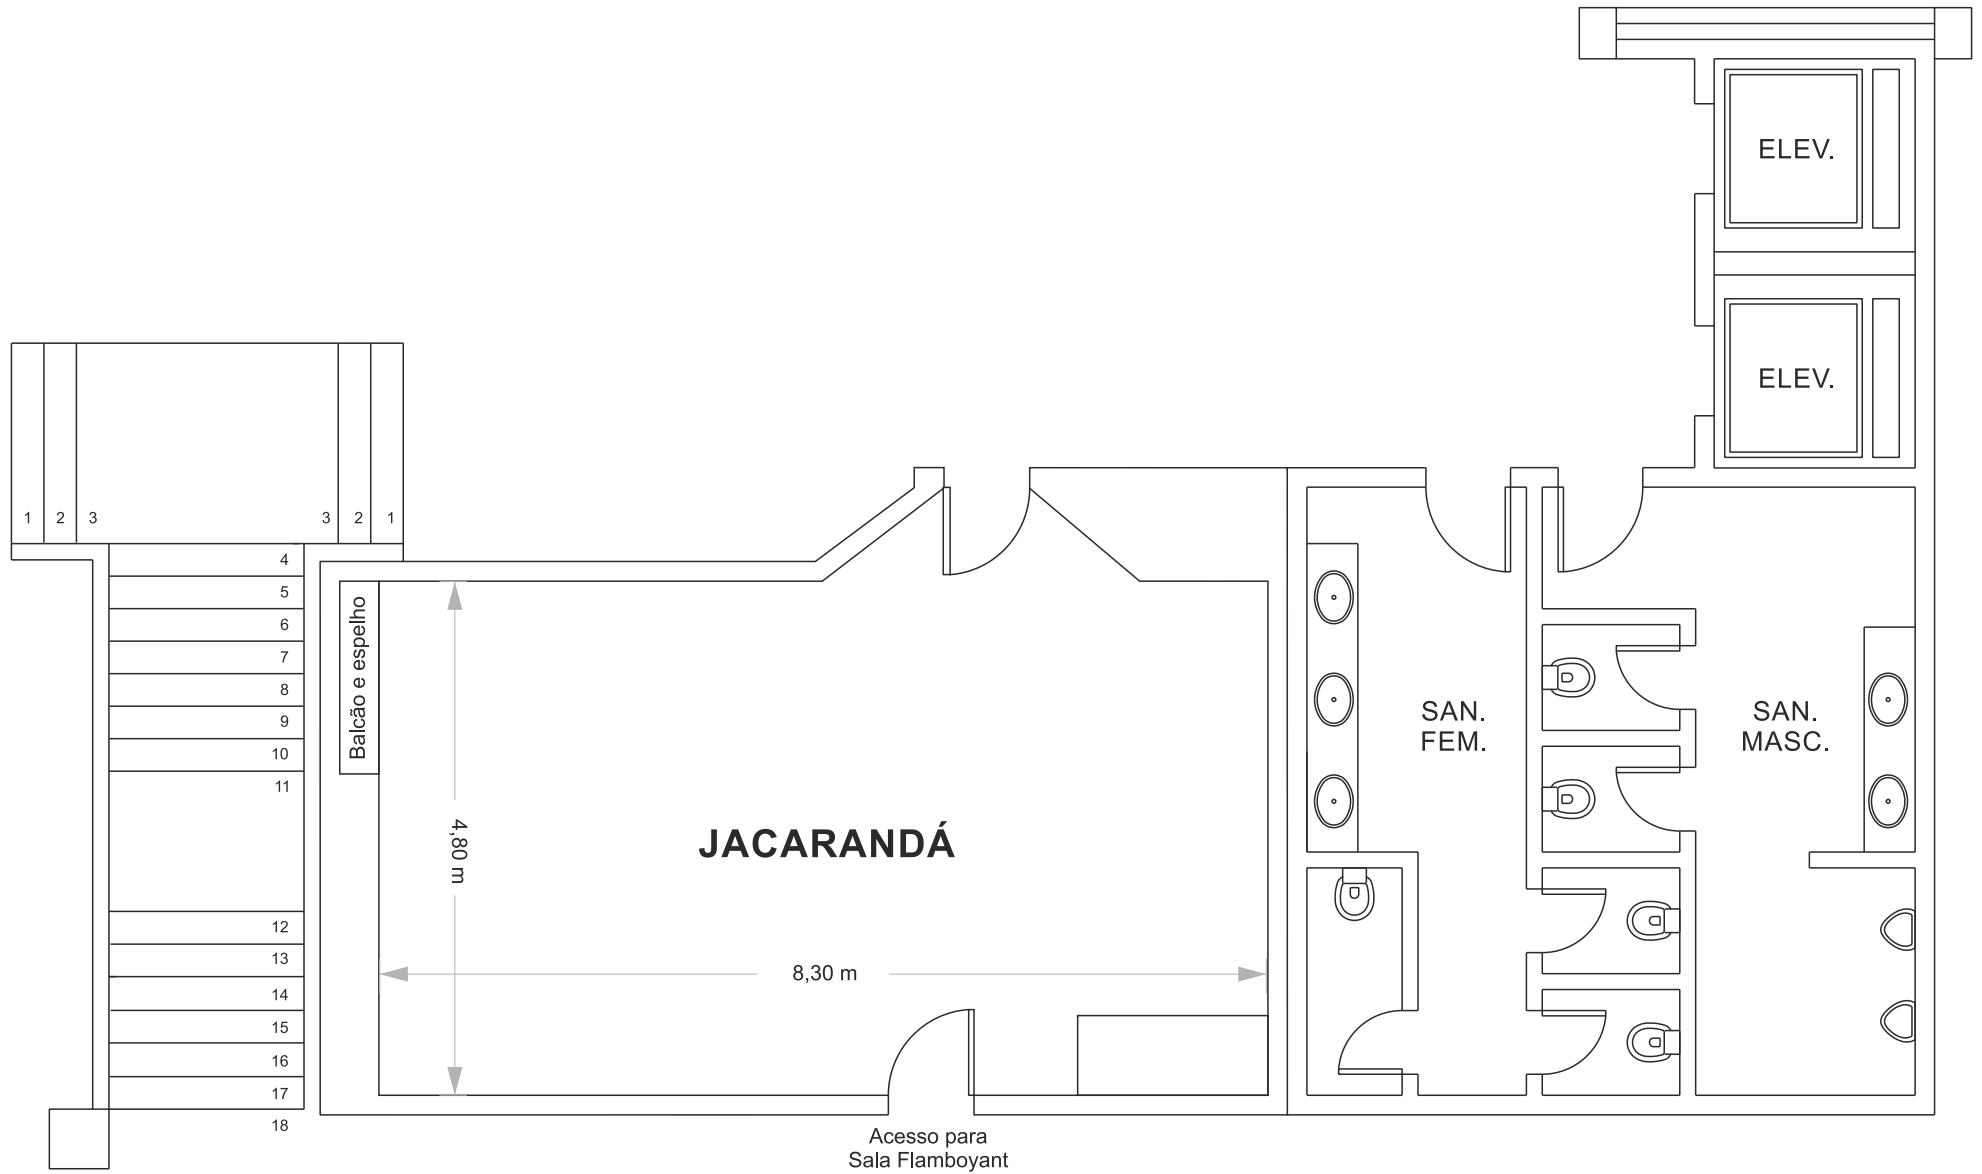 ELEV.
ELEV.
1 2 3 3 2 1
4
5
6
7
8
9
10
11
12
13
14
15
16
17
18
Balcão e espelho
4,80 m
JACARANDÁ
8,30 m
SAN.
FEM.
SAN.
MASC.
Acesso para
Sala Flamboyant